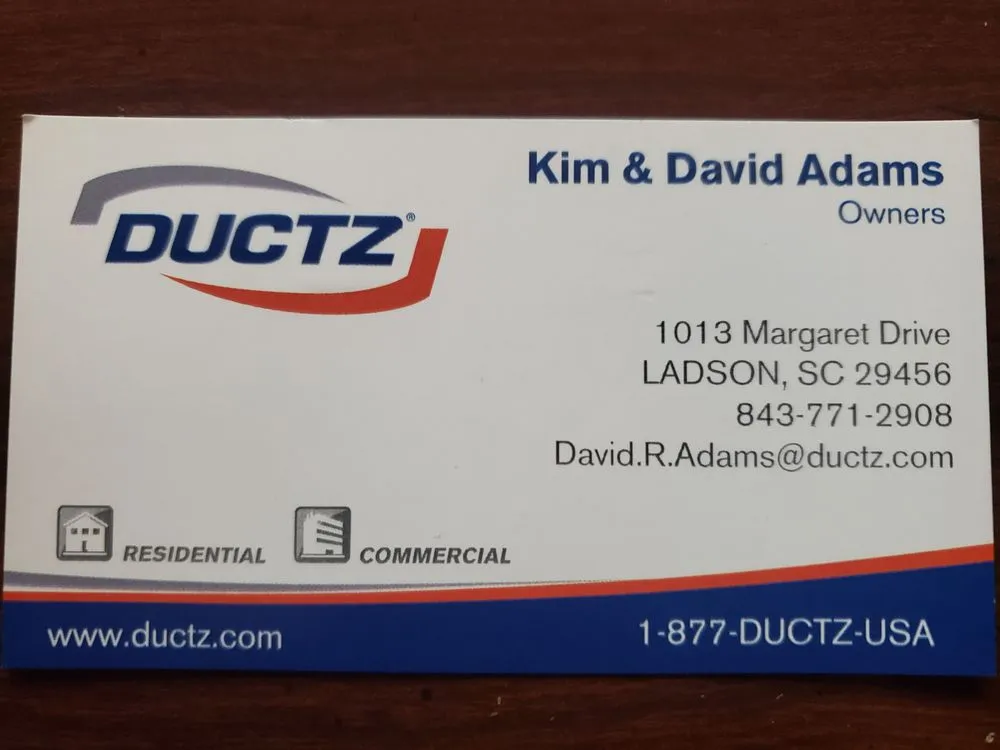 DUCTZ®
Kim & David Adams
Owners
1013 Margaret Drive
LADSON, SC 29456
843-771-2908
David.R.Adams@ductz.com
RESIDENTIAL COMMERCIAL
www.ductz.com
1-877-DUCTZ-USA